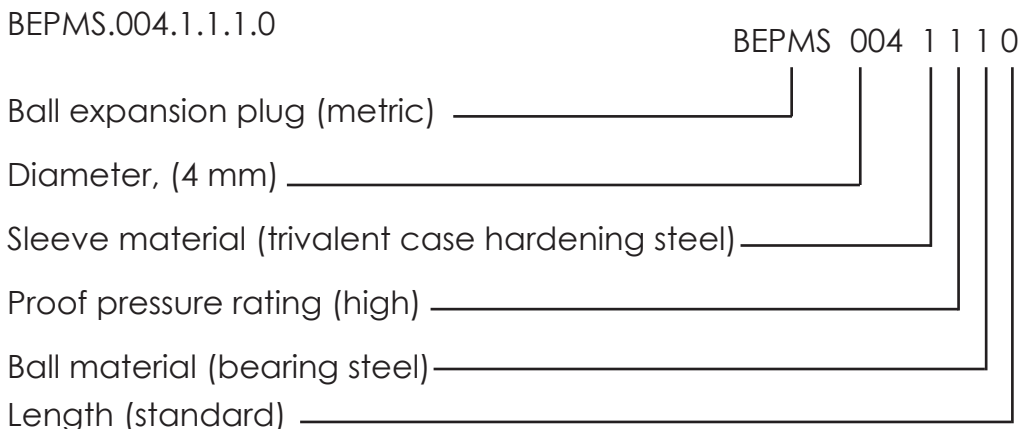 BEPMS.004.1.1.1.0
BEPMS 004 1 1 1 0
Ball expansion plug (metric)
Diameter, (4 mm)
Sleeve material (trivalent case hardening steel)
Proof pressure rating (high)
Ball material (bearing steel)
Length (standard)